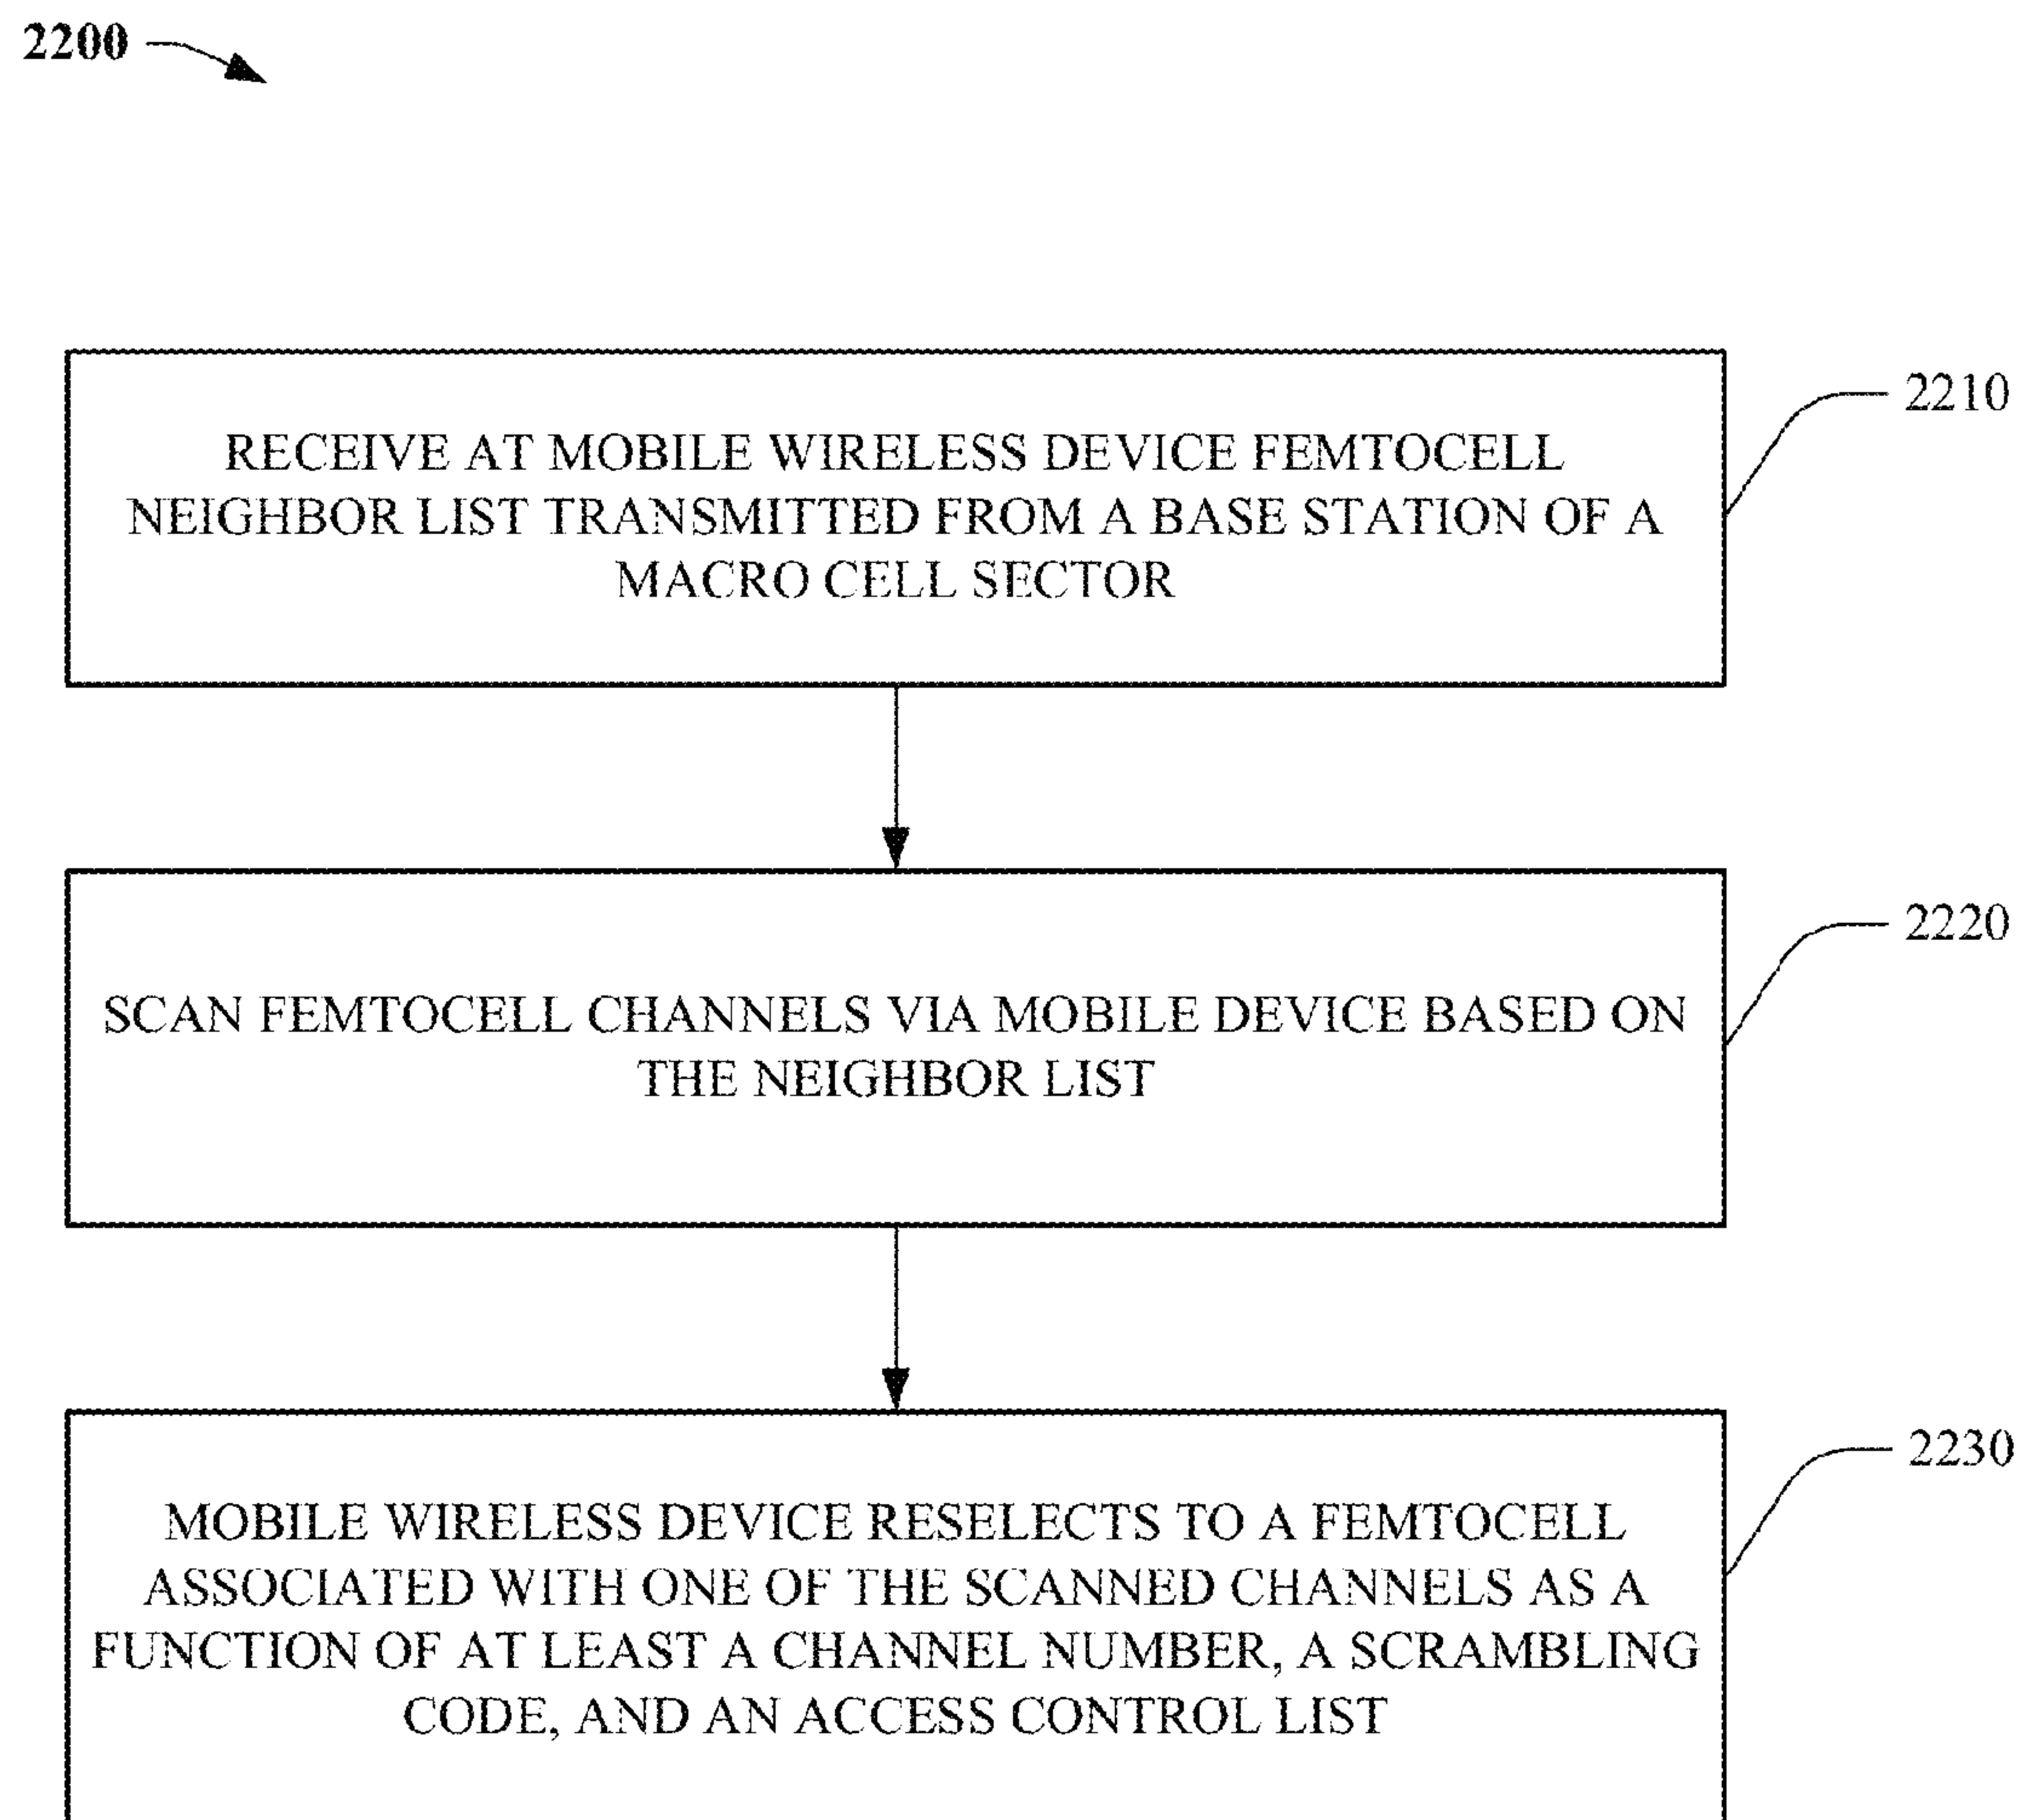 2200
2210
RECEIVE AT MOBILE WIRELESS DEVICE FEMTOCELL
NEIGHBOR LIST TRANSMITTED FROM A BASE STATION OF A
MACRO CELL SECTOR
2220
SCAN FEMTOCELL CHANNELS VIA MOBILE DEVICE BASED ON
THE NEIGHBOR LIST
2230
MOBILE WIRELESS DEVICE RESELECTS TO A FEMTOCELL
ASSOCIATED WITH ONE OF THE SCANNED CHANNELS AS A
FUNCTION OF AT LEAST A CHANNEL NUMBER, A SCRAMBLING
CODE, AND AN ACCESS CONTROL LIST